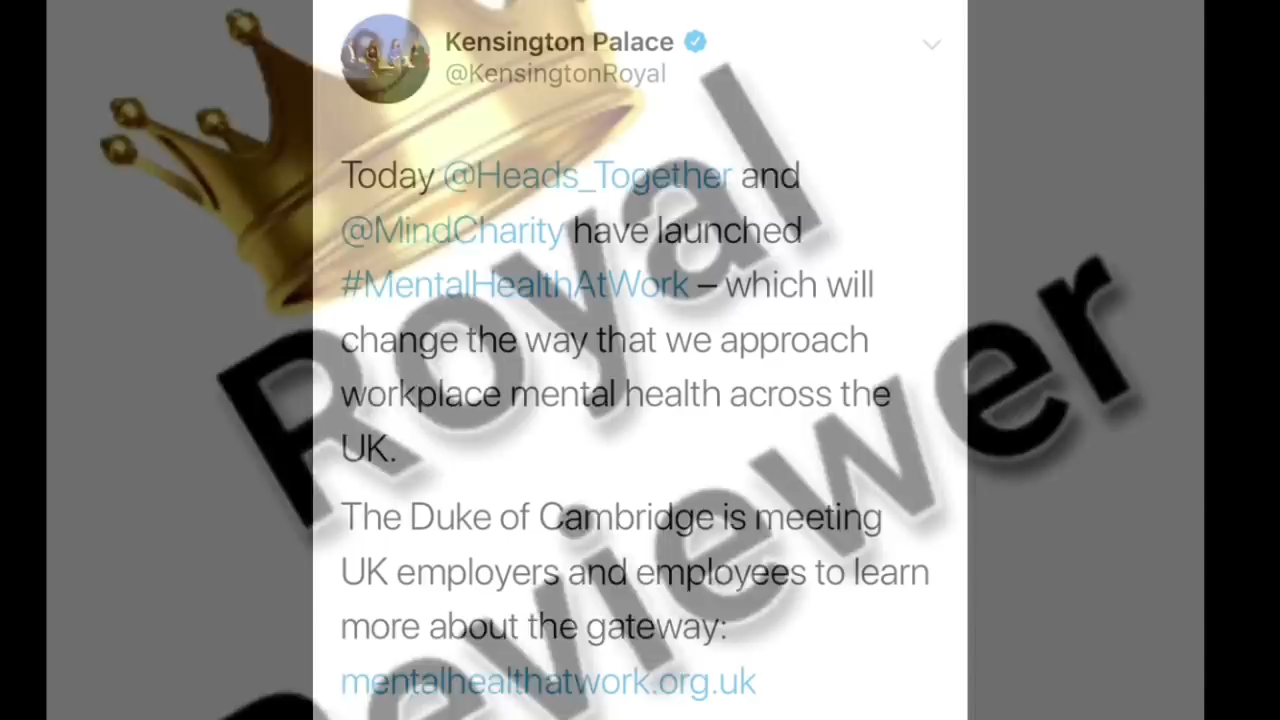 Kensington Palace
@KensingtonRoyal
Today @Heads_Together and
@MindCharity have launched
#MentalHealthAtWork – which will
change the way that we approach
workplace mental health across the
UK.
The Duke of Cambridge is meeting
UK employers and employees to learn
more about the gateway:
mentalhealthatwork.org.uk
Royal
Reviewer